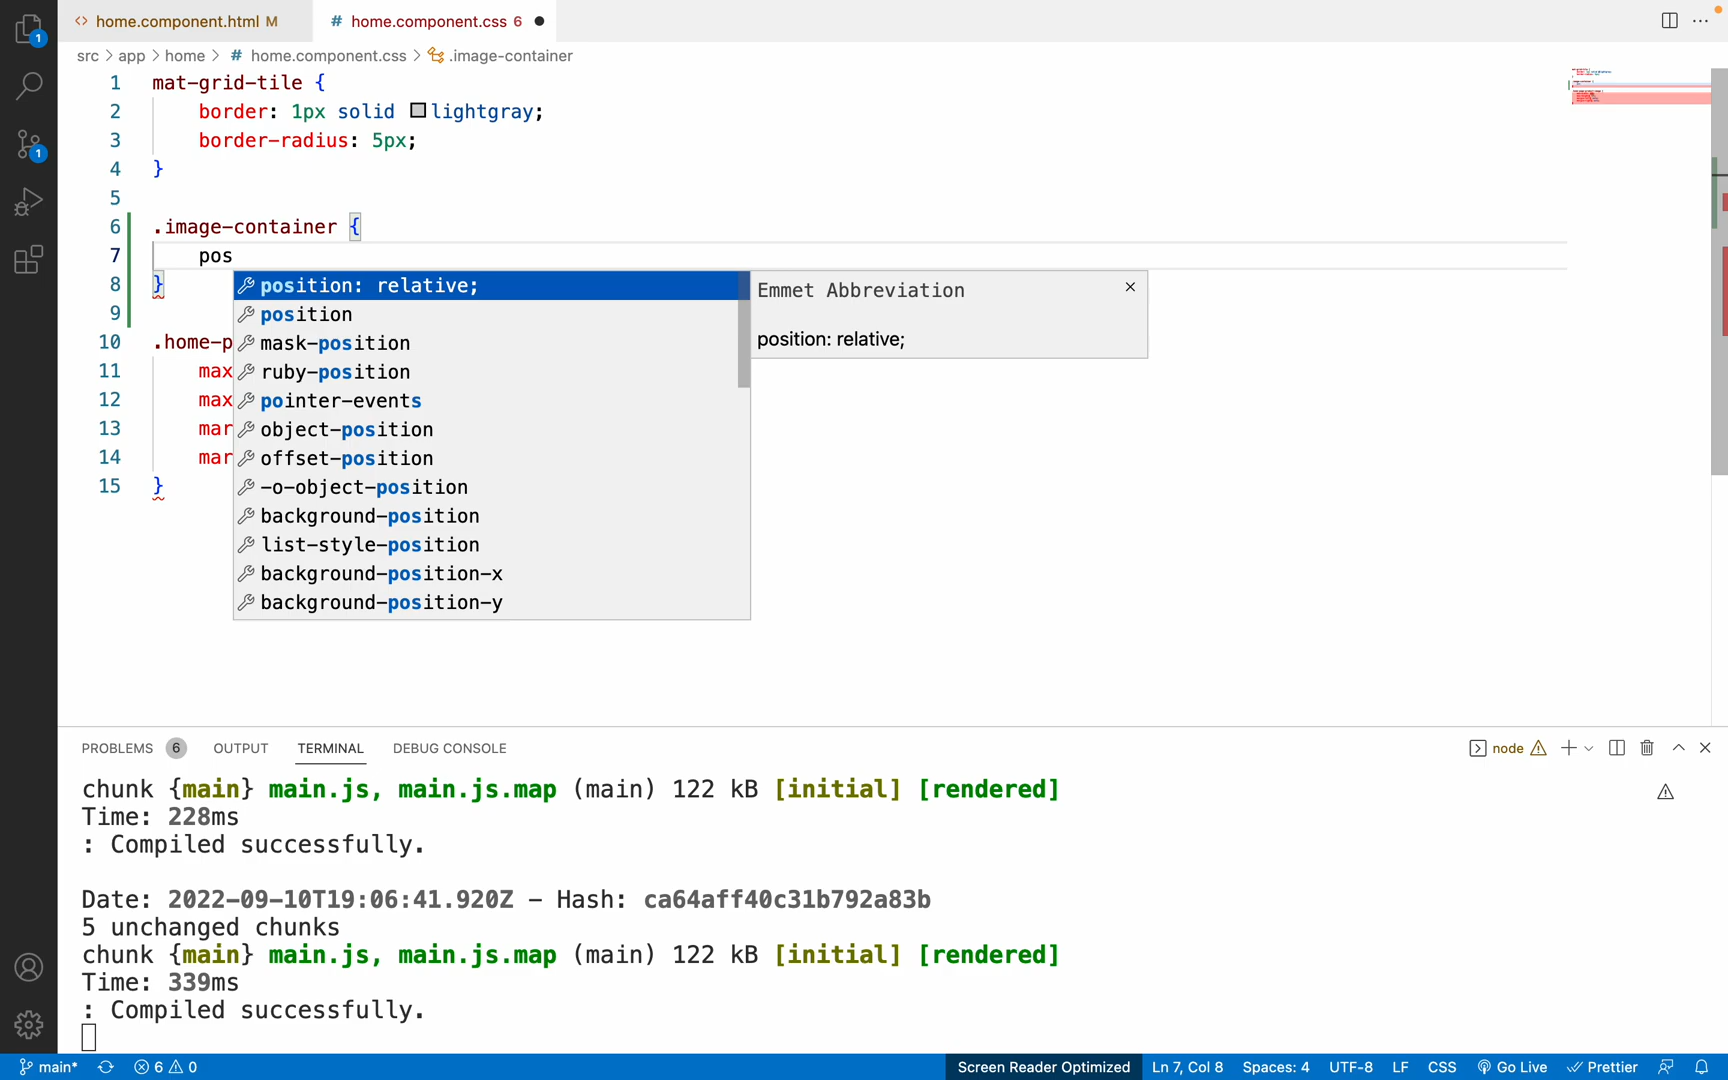 1
home.component.html M
# home.component.css 6
src > app > home > # home.component.css > .image-container
1 mat-grid-tile {
2 border: 1px solid lightgray;
3 border-radius: 5px;
4 }
5
6 .image-container {
7 pos
8 }
9
10 .home-p
11 max
12 max
13 mar
14 mar
15 }
position: relative;
position
mask-position
ruby-position
pointer-events
object-position
offset-position
-o-object-position
background-position
list-style-position
background-position-x
background-position-y
Emmet Abbreviation
position: relative;
1
PROBLEMS 6 OUTPUT TERMINAL DEBUG CONSOLE
node
chunk {main} main.js, main.js.map (main) 122 kB [initial] [rendered]
Time: 228ms
: Compiled successfully.
Date: 2022-09-10T19:06:41.920Z - Hash: ca64aff40c31b792a83b
5 unchanged chunks
chunk {main} main.js, main.js.map (main) 122 kB [initial] [rendered]
Time: 339ms
: Compiled successfully.
main* 6 0 Screen Reader Optimized Ln 7, Col 8 Spaces: 4 UTF-8 LF CSS Go Live Prettier